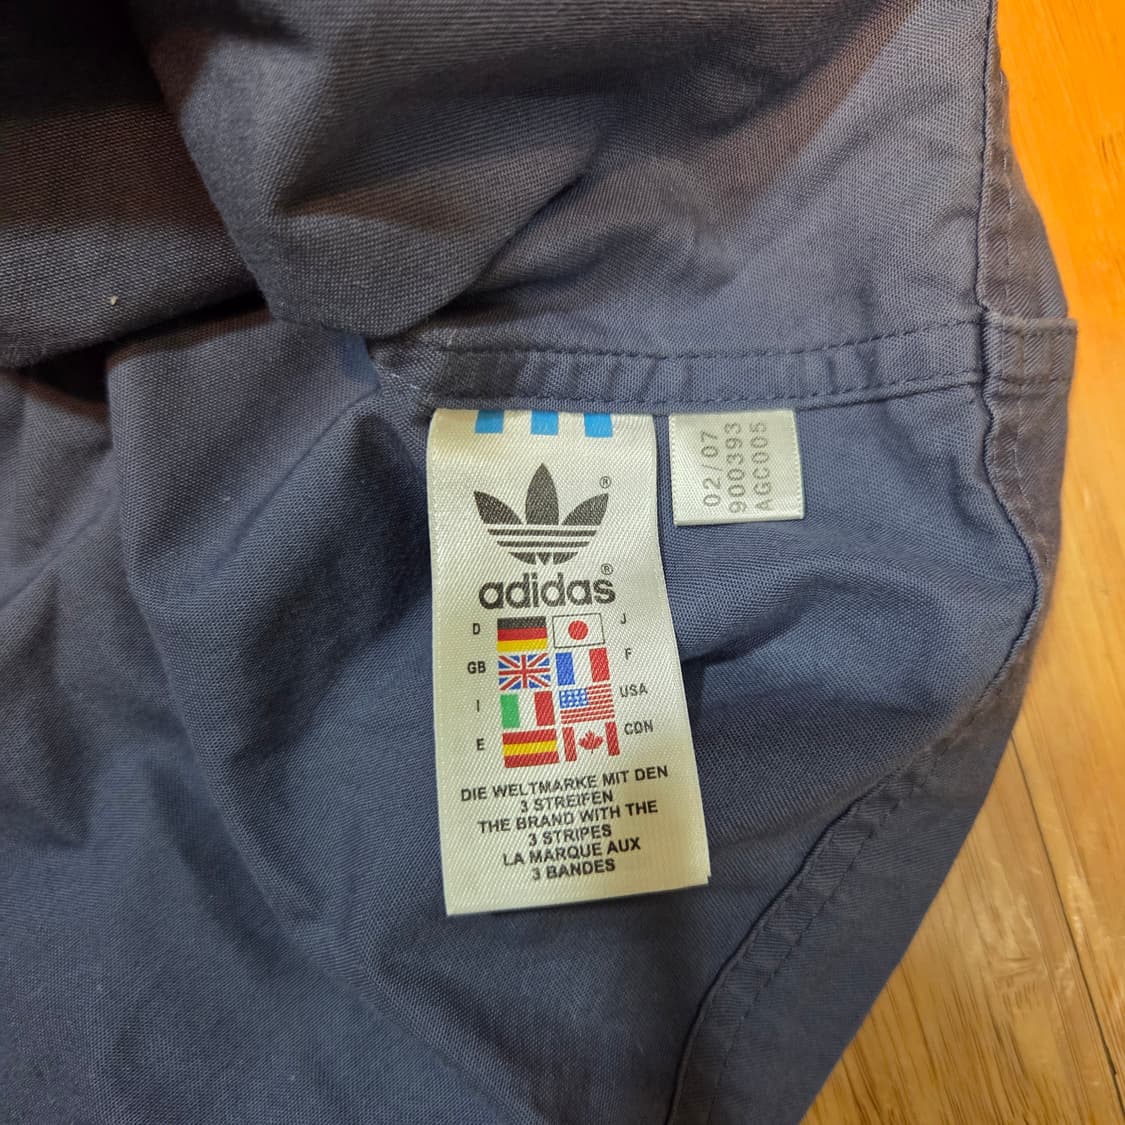 02/07
900393
AGC005
®
adidas®
D J
GB F
I USA
E CDN
DIE WELTMARKE MIT DEN
3 STREIFEN
THE BRAND WITH THE
3 STRIPES
LA MARQUE AUX
3 BANDES